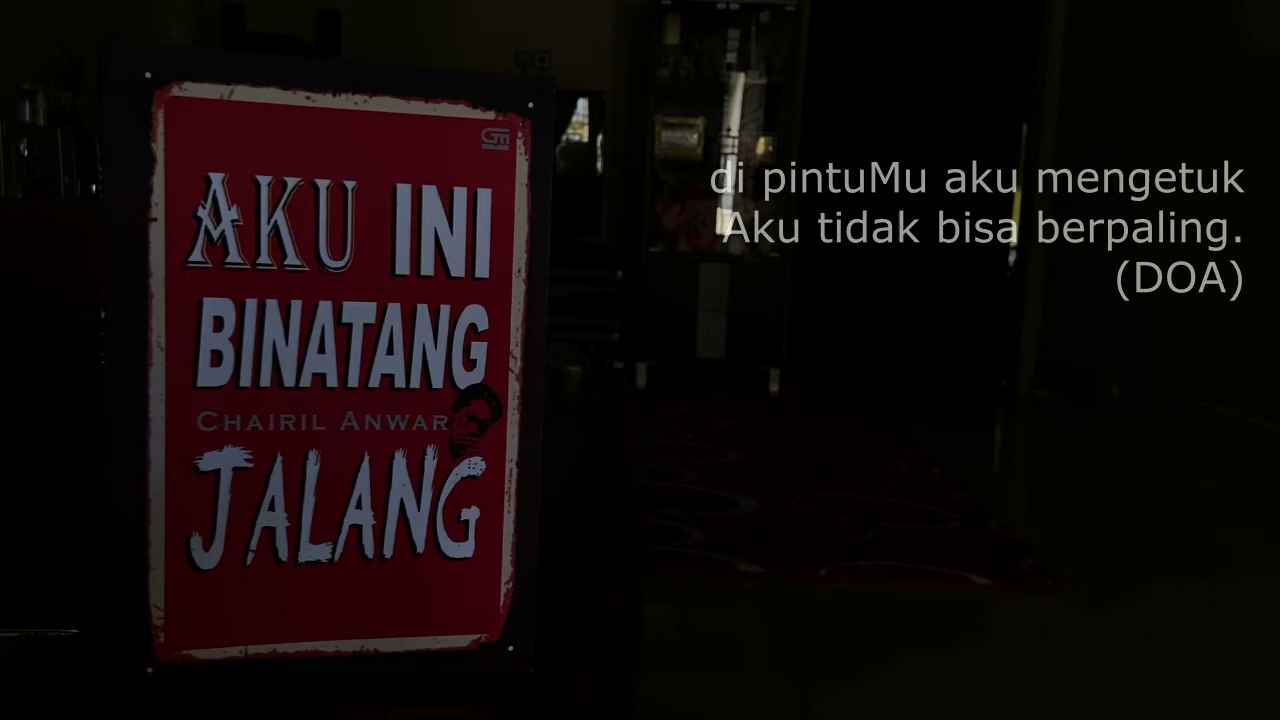 AKU INI
BINATANG
CHAIRIL ANWAR
JALANG
di pintuMu aku mengetuk
Aku tidak bisa berpaling.
(DOA)